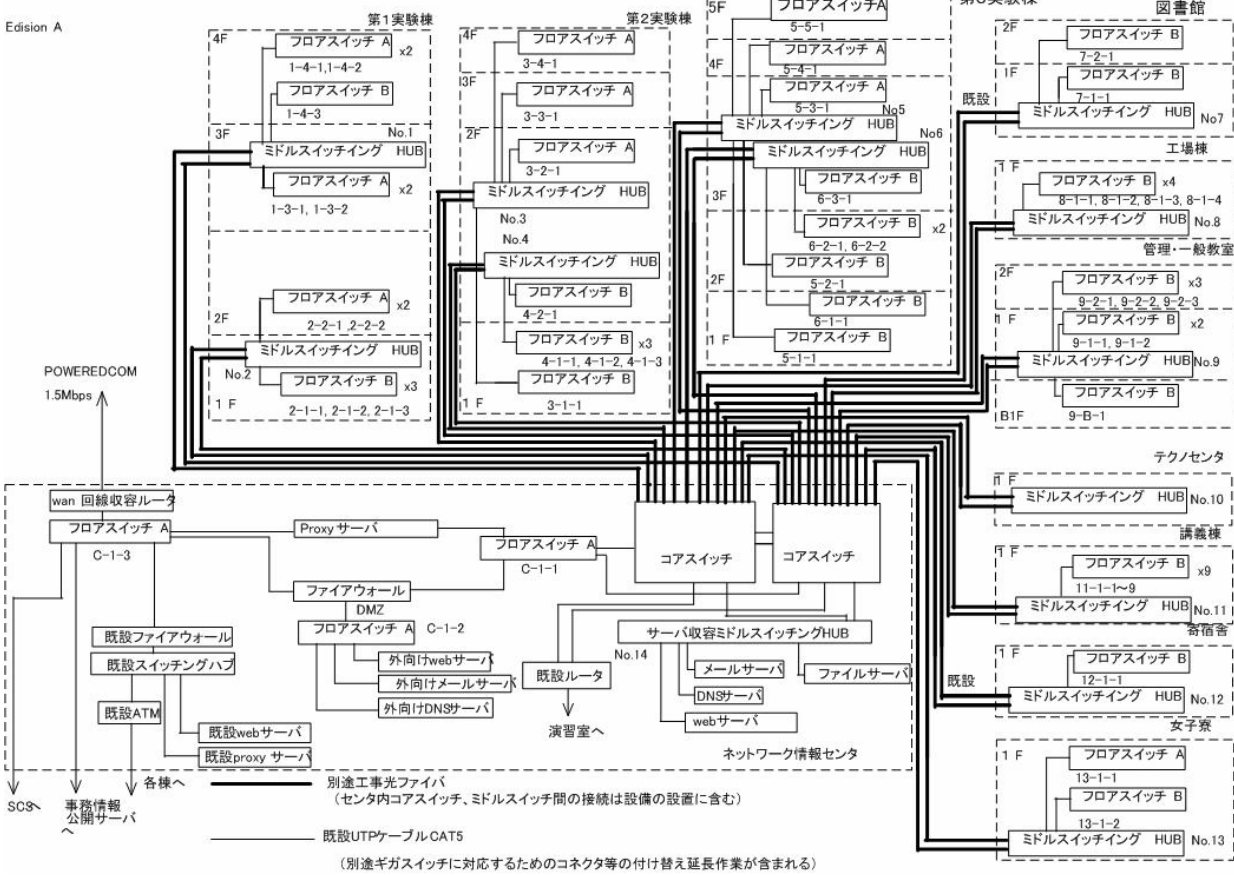 Edision A
第1実験棟
4F
フロアスイッチ A
x2
1-4-1,1-4-2
フロアスイッチ B
1-4-3
3F
No.1
ミドルスイッチイング HUB
フロアスイッチ A
x2
1-3-1, 1-3-2
フロアスイッチ A
x2
2-2-1 ,2-2-2
2F
ミドルスイッチイング HUB
No.2
フロアスイッチ B
x3
2-1-1, 2-1-2, 2-1-3
1 F
第2実験棟
4F
フロアスイッチ A
3-4-1
3F
フロアスイッチ A
3-3-1
2F
フロアスイッチ A
3-2-1
ミドルスイッチイング HUB
No.3
No.4
ミドルスイッチイング HUB
フロアスイッチ B
4-2-1
フロアスイッチ B
x3
4-1-1, 4-1-2, 4-1-3
フロアスイッチ B
3-1-1
1 F
5F
フロアスイッチA
5-5-1
4F
フロアスイッチ A
5-4-1
フロアスイッチ A
5-3-1
No5
ミドルスイッチイング HUB
No6
ミドルスイッチイング HUB
フロアスイッチ B
6-3-1
3F
フロアスイッチ B
x2
6-2-1, 6-2-2
フロアスイッチ B
5-2-1
2F
フロアスイッチ B
6-1-1
フロアスイッチ B
5-1-1
1 F
図書館
2F
フロアスイッチ B
7-2-1
1F
フロアスイッチ B
7-1-1
既設
ミドルスイッチイング HUB
No7
工場棟
1 F
フロアスイッチ B
x4
8-1-1, 8-1-2, 8-1-3, 8-1-4
ミドルスイッチイング HUB
No.8
管理・一般教室
2F
フロアスイッチ B
x3
9-2-1, 9-2-2, 9-2-3
1 F
フロアスイッチ B
x2
9-1-1, 9-1-2
ミドルスイッチイング HUB
No.9
フロアスイッチ B
9-B-1
B1F
テクノセンタ
1 F
ミドルスイッチイング HUB
No.10
講義棟
1 F
フロアスイッチ B
x9
11-1-1～9
ミドルスイッチイング HUB
No.11
寄宿舎
1 F
フロアスイッチ B
12-1-1
既設
ミドルスイッチイング HUB
No.12
女子寮
1 F
フロアスイッチ A
13-1-1
フロアスイッチ B
13-1-2
ミドルスイッチイング HUB
No.13
POWEREDCOM
1.5Mbps
wan 回線収容ルータ
フロアスイッチ A
C-1-3
Proxy サーバ
フロアスイッチ A
C-1-1
コアスイッチ
コアスイッチ
ファイアウォール
DMZ
フロアスイッチ A
C-1-2
外向けwebサーバ
外向けメールサーバ
外向けDNSサーバ
既設ファイアウォール
既設スイッチングハブ
既設ATM
既設webサーバ
既設proxy サーバ
既設ルータ
演習室へ
サーバ収容ミドルスイッチングHUB
No.14
メールサーバ
ファイルサーバ
DNSサーバ
webサーバ
ネットワーク情報センタ
SCSへ
事務情報
公開サーバ
へ
各棟へ
別途工事光ファイバ
(センタ内コアスイッチ、ミドルスイッチ間の接続は設備の設置に含む)
既設UTPケーブルCAT5
(別途ギガスイッチに対応するためのコネクタ等の付け替え延長作業が含まれる)